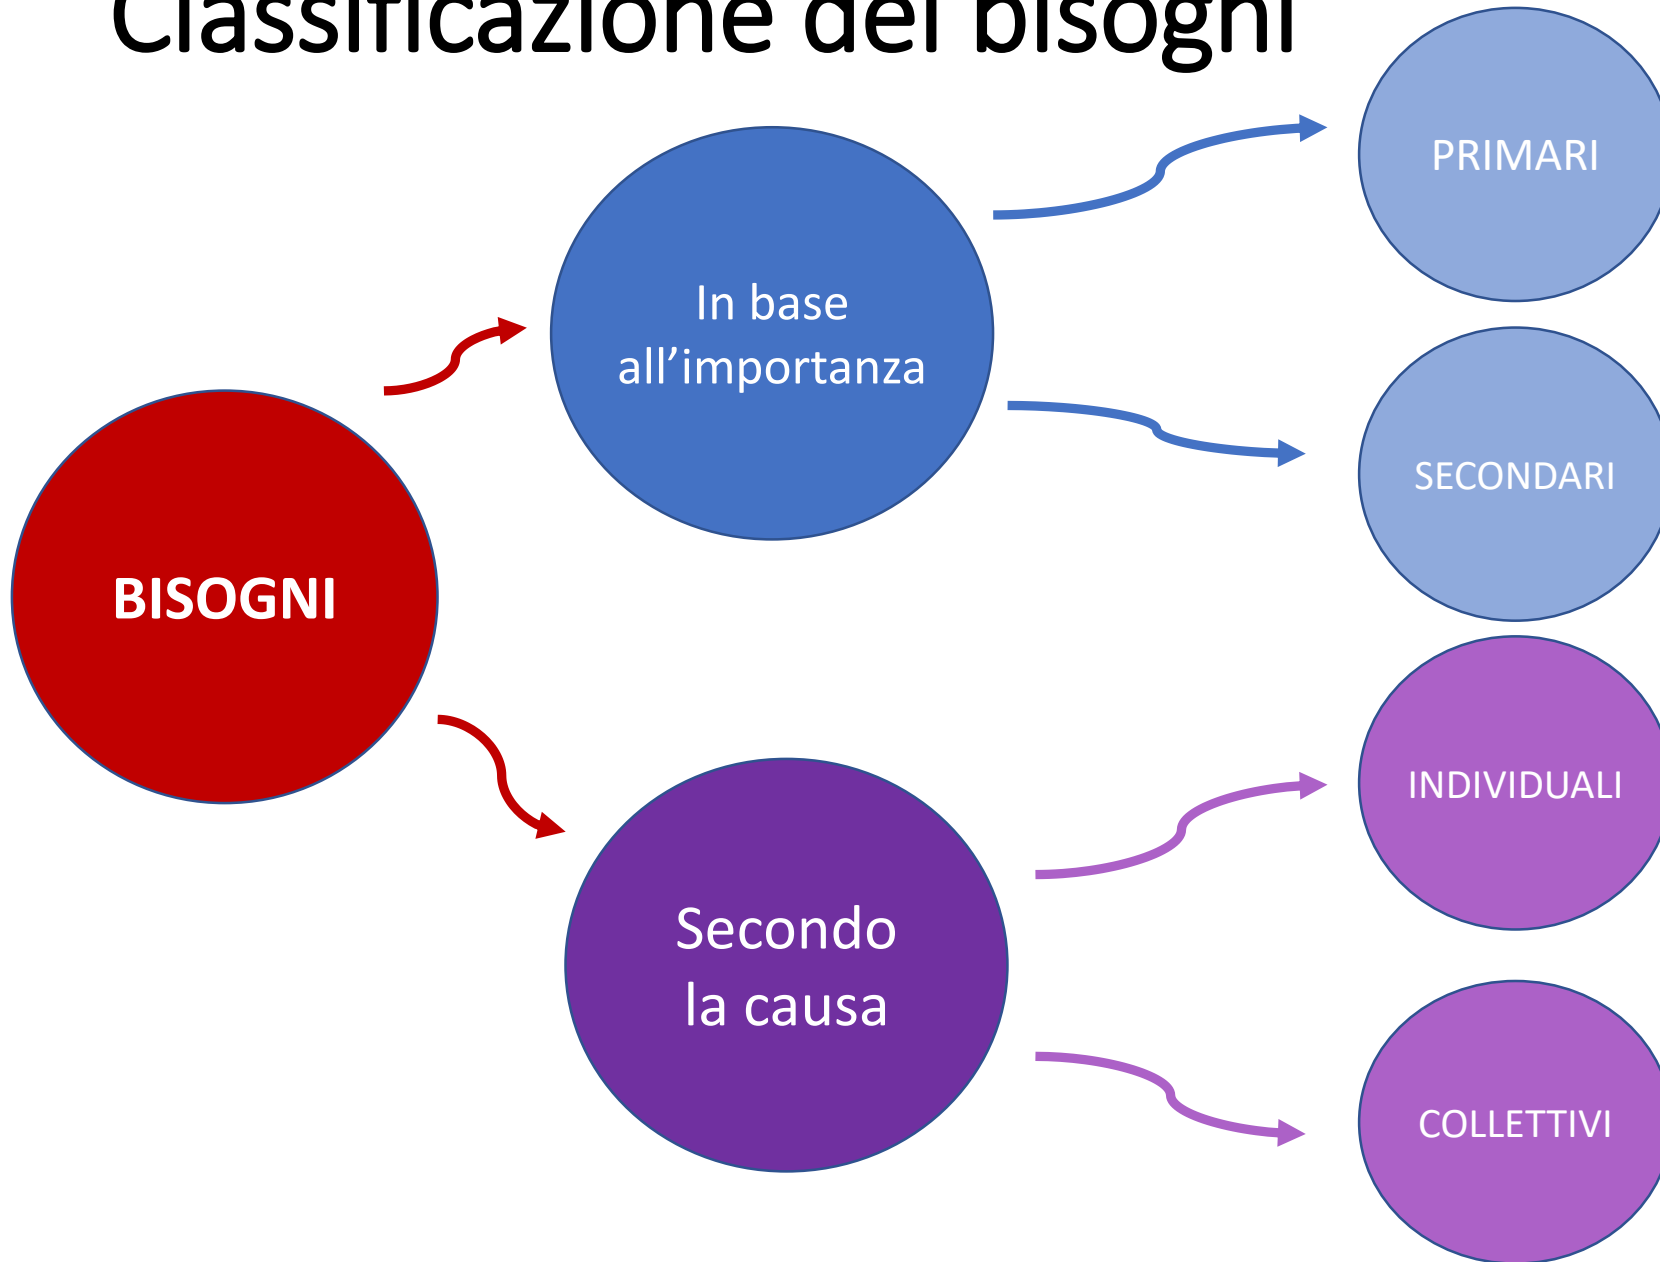 Classificazione dei bisogni
PRIMARI
In base
all’importanza
SECONDARI
BISOGNI
INDIVIDUALI
Secondo
la causa
COLLETTIVI